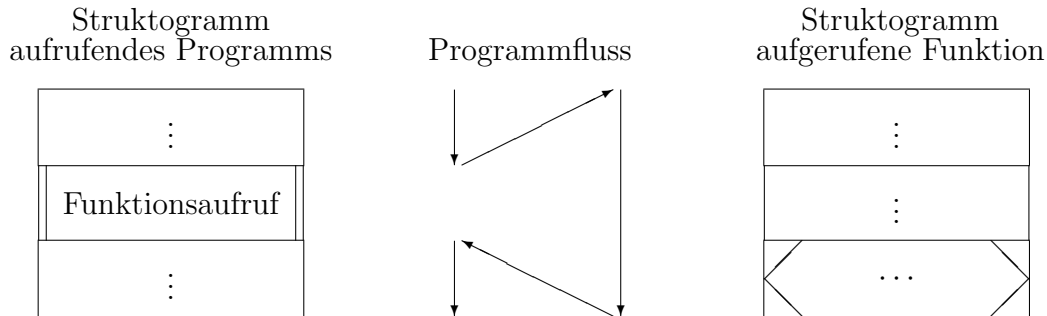 Struktogramm
aufrufendes Programms
Programmfluss
Struktogramm
aufgerufene Funktion
⋮
⋮
Funktionsaufruf
⋮
⋮
...